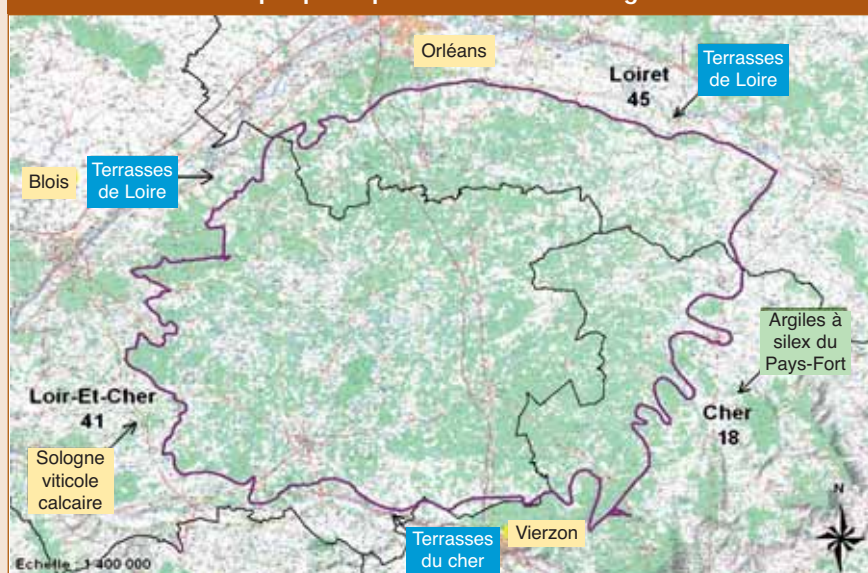 Orléans
Loiret
45
Terrasses
de Loire
Blois
Terrasses
de Loire
Argiles à
silex du
Pays-Fort
Loir-Et-Cher
41
Cher
18
Sologne
viticole
calcaire
N
Terrasses
du cher
Vierzon
Echelle : 1 400 000